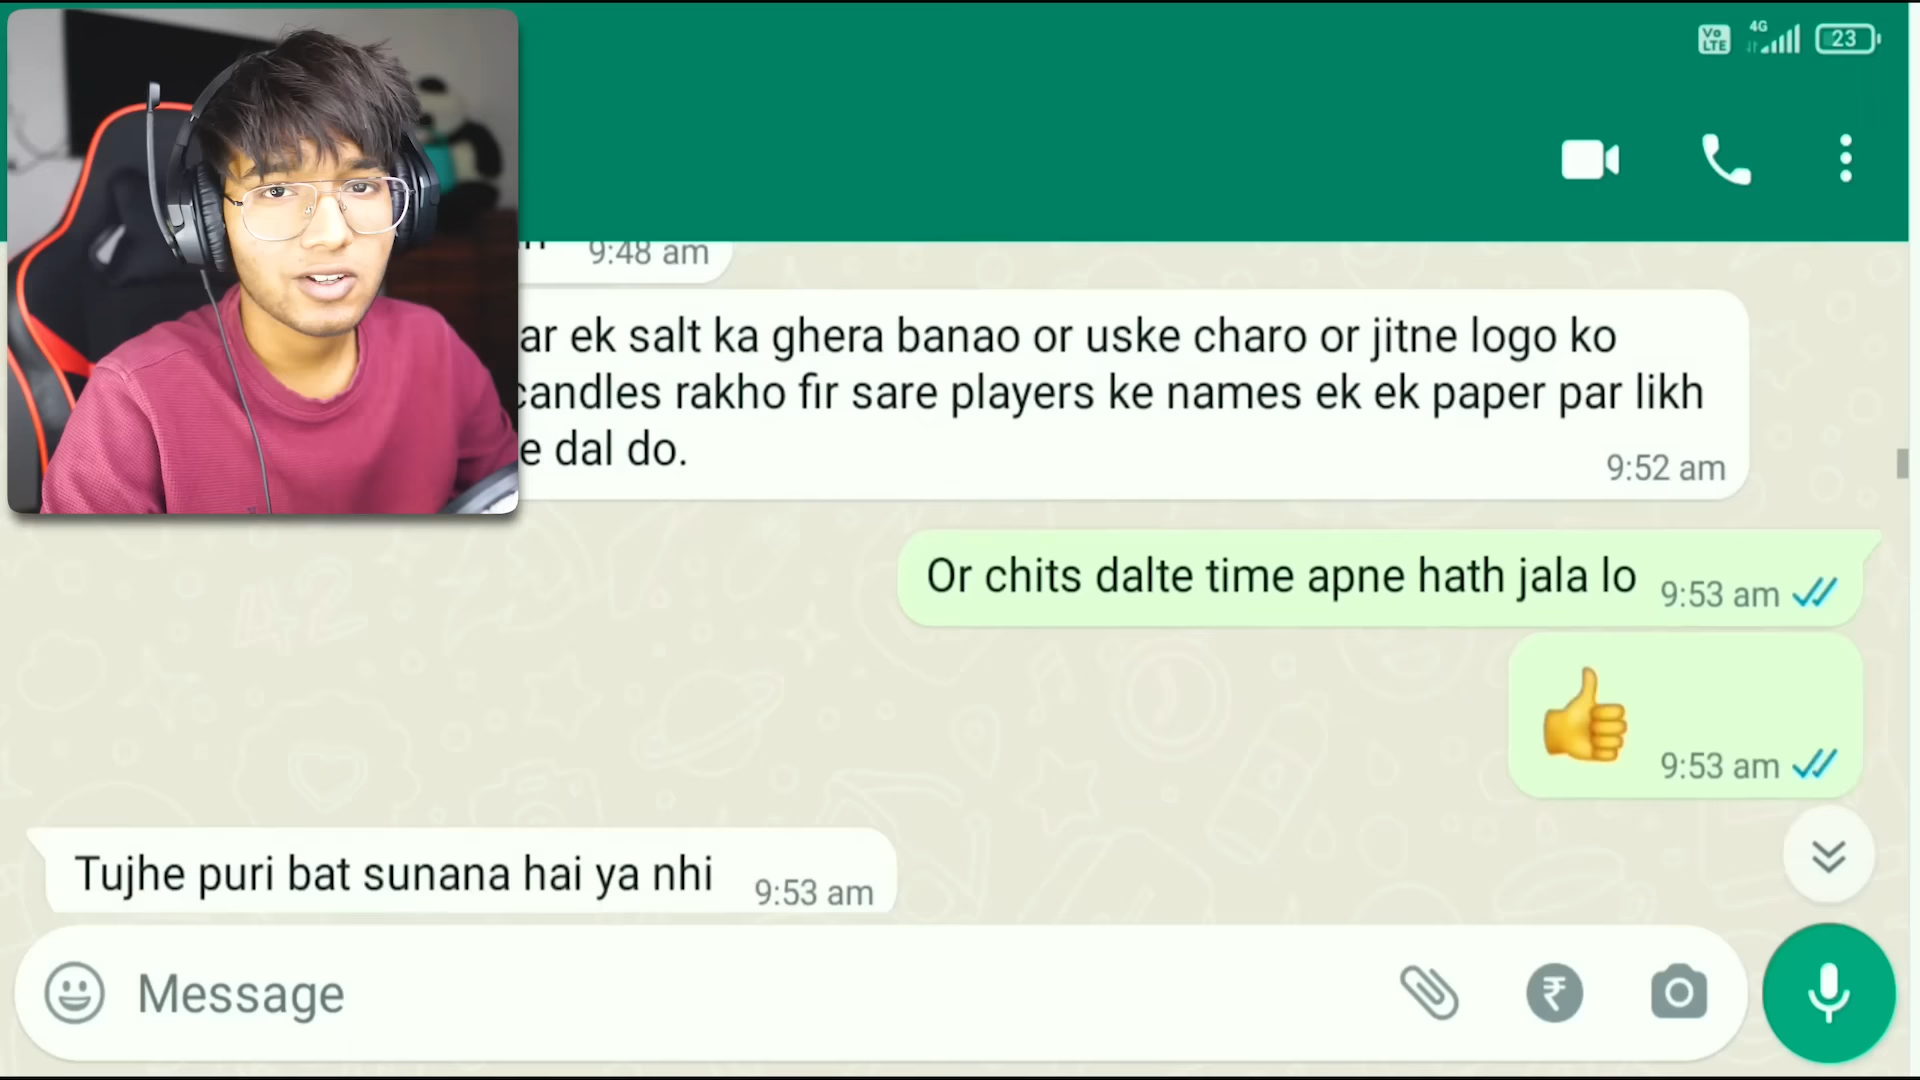 Vo LTE 4G 23
9:48 am
ar ek salt ka ghera banao or uske charo or jitne logo ko
candles rakho fir sare players ke names ek ek paper par likh
e dal do.
9:52 am
Or chits dalte time apne hath jala lo 9:53 am
9:53 am
Tujhe puri bat sunana hai ya nhi 9:53 am
Message